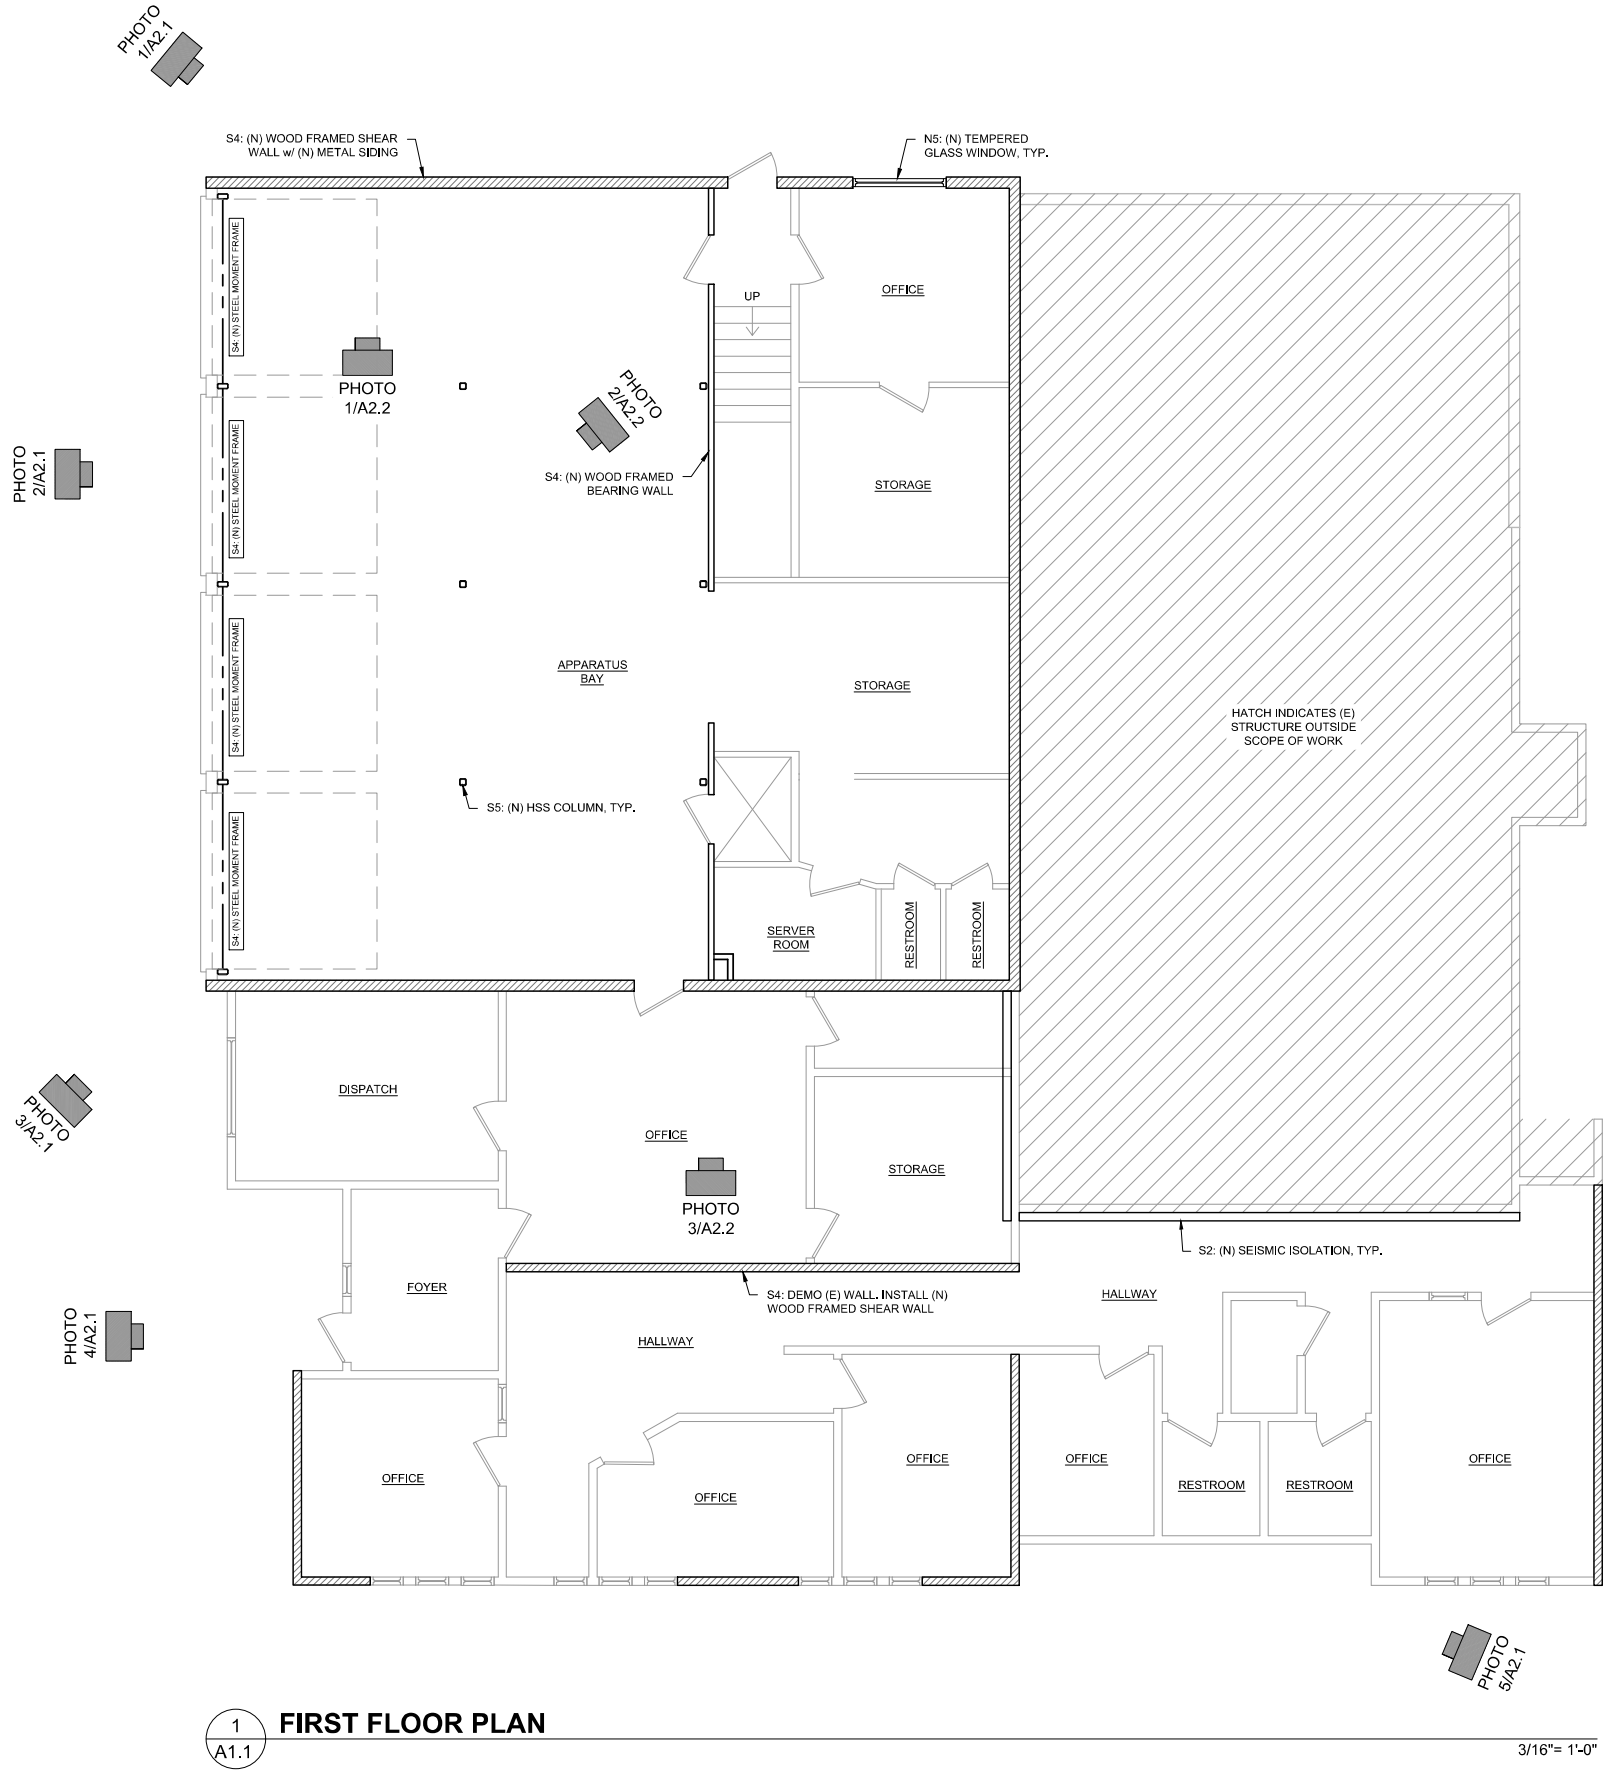 PHOTO
1/A2.1
S4: (N) WOOD FRAMED SHEAR
WALL w/ (N) METAL SIDING
N5: (N) TEMPERED
GLASS WINDOW, TYP.
S4: (N) STEEL MOMENT FRAME
UP
OFFICE
PHOTO
1/A2.2
PHOTO
2/A2.2
PHOTO
2/A2.1
S4: (N) STEEL MOMENT FRAME
S4: (N) WOOD FRAMED
BEARING WALL
STORAGE
S4: (N) STEEL MOMENT FRAME
APPARATUS
BAY
STORAGE
HATCH INDICATES (E)
STRUCTURE OUTSIDE
SCOPE OF WORK
S5: (N) HSS COLUMN, TYP.
S4: (N) STEEL MOMENT FRAME
SERVER
ROOM
RESTROOM
RESTROOM
DISPATCH
PHOTO
3/A2.1
OFFICE
STORAGE
PHOTO
3/A2.2
S2: (N) SEISMIC ISOLATION, TYP.
FOYER
S4: DEMO (E) WALL. INSTALL (N)
WOOD FRAMED SHEAR WALL
HALLWAY
PHOTO
4/A2.1
HALLWAY
OFFICE
OFFICE
OFFICE
OFFICE
RESTROOM
RESTROOM
OFFICE
PHOTO
5/A2.1
1
A1.1
FIRST FLOOR PLAN
3/16"= 1'-0"